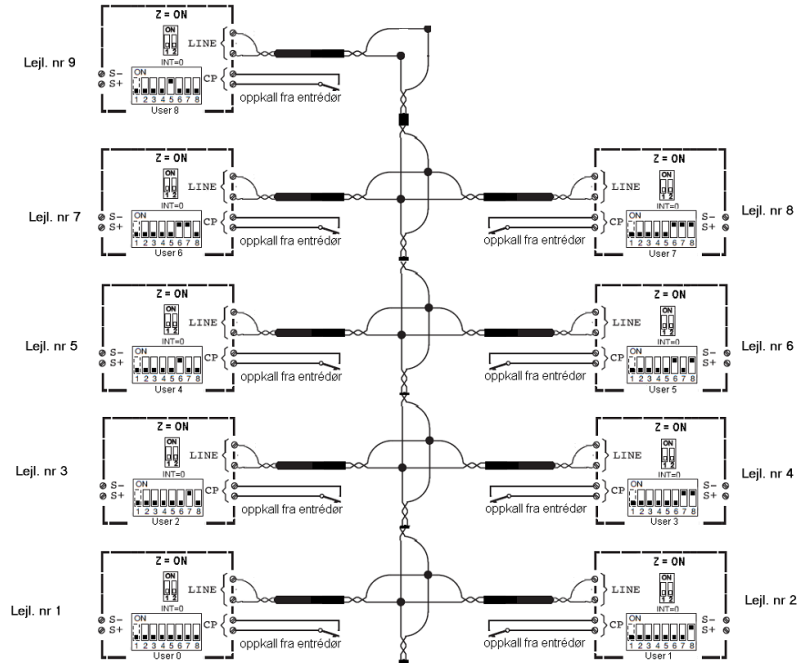 Z = ON
ON
1 2
LINE
INT=0
Lejl. nr 9
S-
S+
ON
1 2 3 4 5 6 7 8
CP
User 8
oppkall fra entrédør
Z = ON
ON
1 2
LINE
INT=0
Lejl. nr 7
S-
S+
ON
1 2 3 4 5 6 7 8
CP
User 6
oppkall fra entrédør
Z = ON
ON
1 2
LINE
INT=0
Lejl. nr 8
S-
S+
ON
1 2 3 4 5 6 7 8
CP
User 7
oppkall fra entrédør
Z = ON
ON
1 2
LINE
INT=0
Lejl. nr 5
S-
S+
ON
1 2 3 4 5 6 7 8
CP
User 4
oppkall fra entrédør
Z = ON
ON
1 2
LINE
INT=0
Lejl. nr 6
S-
S+
ON
1 2 3 4 5 6 7 8
CP
User 5
oppkall fra entrédør
Z = ON
ON
1 2
LINE
INT=0
Lejl. nr 3
S-
S+
ON
1 2 3 4 5 6 7 8
CP
User 2
oppkall fra entrédør
Z = ON
ON
1 2
LINE
INT=0
Lejl. nr 4
S-
S+
ON
1 2 3 4 5 6 7 8
CP
User 3
oppkall fra entrédør
Z = ON
ON
1 2
LINE
INT=0
Lejl. nr 1
S-
S+
ON
1 2 3 4 5 6 7 8
CP
User 0
oppkall fra entrédør
Z = ON
ON
1 2
LINE
INT=0
Lejl. nr 2
S-
S+
ON
1 2 3 4 5 6 7 8
CP
User 1
oppkall fra entrédør